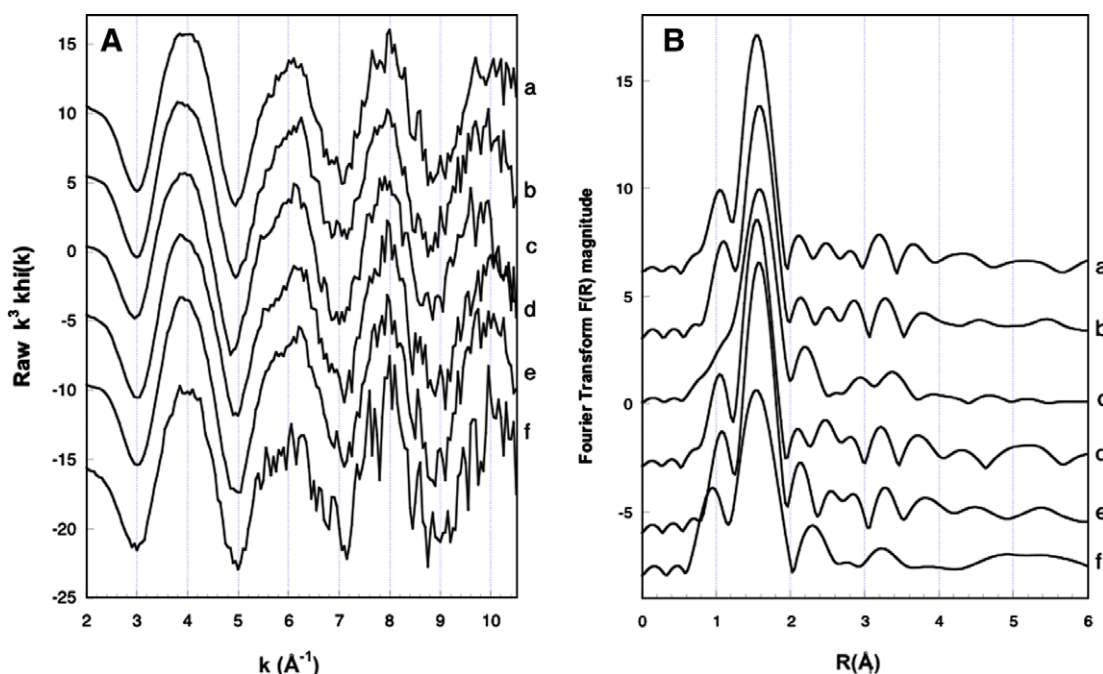 A
15
10
5
0
-5
-10
-15
-20
-25
Raw k³ khi(k)
a
b
c
d
e
f
2 3 4 5 6 7 8 9 10
k (Å⁻¹)
B
15
10
5
0
-5
Fourier Transform F(R) magnitude
a
b
c
d
e
f
0 1 2 3 4 5 6
R(Å)